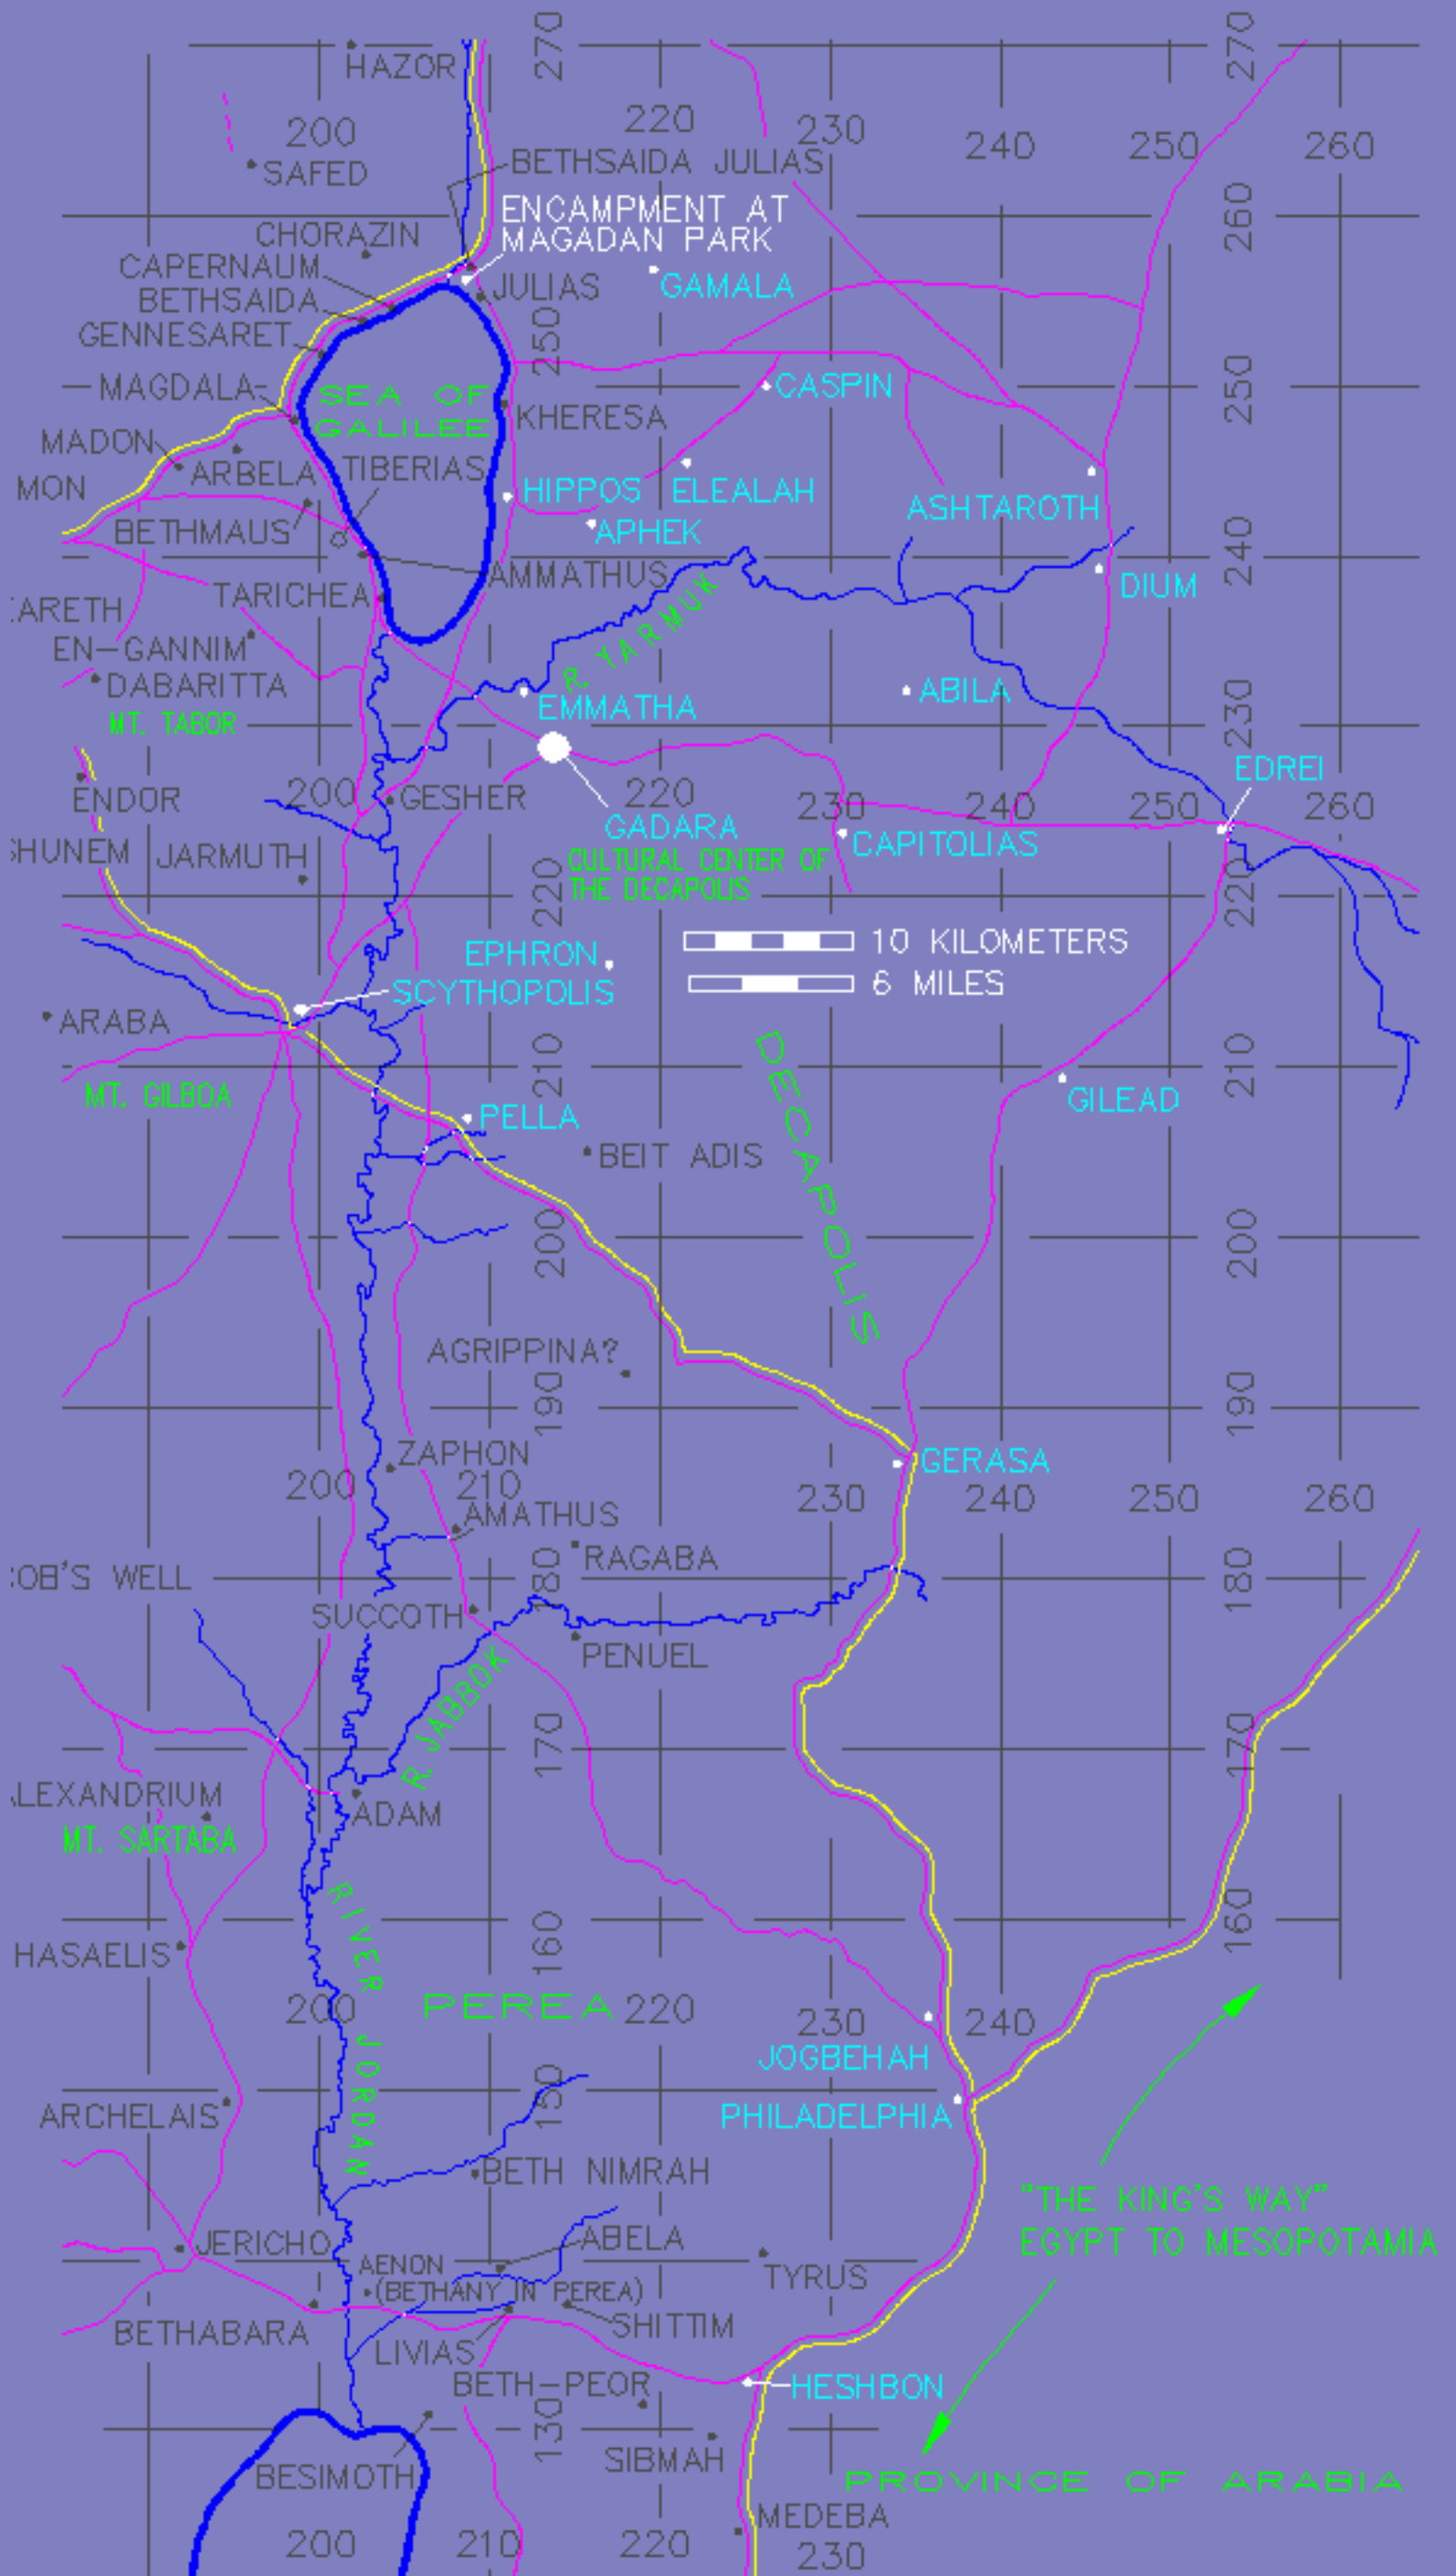 270
270
HAZOR
220
200
230
240
250
260
BETHSAIDA JULIAS
SAFED
ENCAMPMENT AT
MAGADAN PARK
260
CHORAZIN
CAPERNAUM
GAMALA
JULIAS
BETHSAIDA
GENNESARET
250
MAGDALA
SEA OF
GALILEE
CASPIN
250
KHERESA
MADON
ARBELA
TIBERIAS
MON
HIPPOS
ELEALAH
ASHTAROTH
BETHMAUS
APHEK
240
AMMATHUS
TARICHEA
DIUM
ARETH
R. YARMUK
EN-GANNIM
DABARITTA
ABILA
EMMATHA
MT. TABOR
230
EDREI
ENDOR
200
GESHER
220
230
240
250
260
GADARA
CAPITOLIAS
SHUNEM
JARMUTH
CULTURAL CENTER OF
THE DECAPOLIS
220
220
10 KILOMETERS
EPHRON
6 MILES
SCYTHOPOLIS
ARABA
210
210
DECAPOLIS
MT. GILBOA
GILEAD
PELLA
BEIT ADIS
200
200
AGRIPPINA?
190
190
ZAPHON
GERASA
200
210
230
240
250
260
AMATHUS
RAGABA
OB'S WELL
180
180
SUCCOTH
PENUEL
R. JABBOK
170
170
LEXANDRIUM
ADAM
MT. SARTABA
RIVER JORDAN
160
160
HASAELIS
200
PEREA
220
230
240
JOGBEHAH
150
ARCHELAIS
PHILADELPHIA
BETH NIMRAH
"THE KING'S WAY"
EGYPT TO MESOPOTAMIA
JERICHO
ABELA
AENON
(BETHANY IN PEREA)
TYRUS
BETHABARA
SHITTIM
LIVIAS
BETH-PEOR
HESHBON
130
SIBMAH
BESIMOTH
PROVINCE OF ARABIA
MEDEBA
200
210
220
230